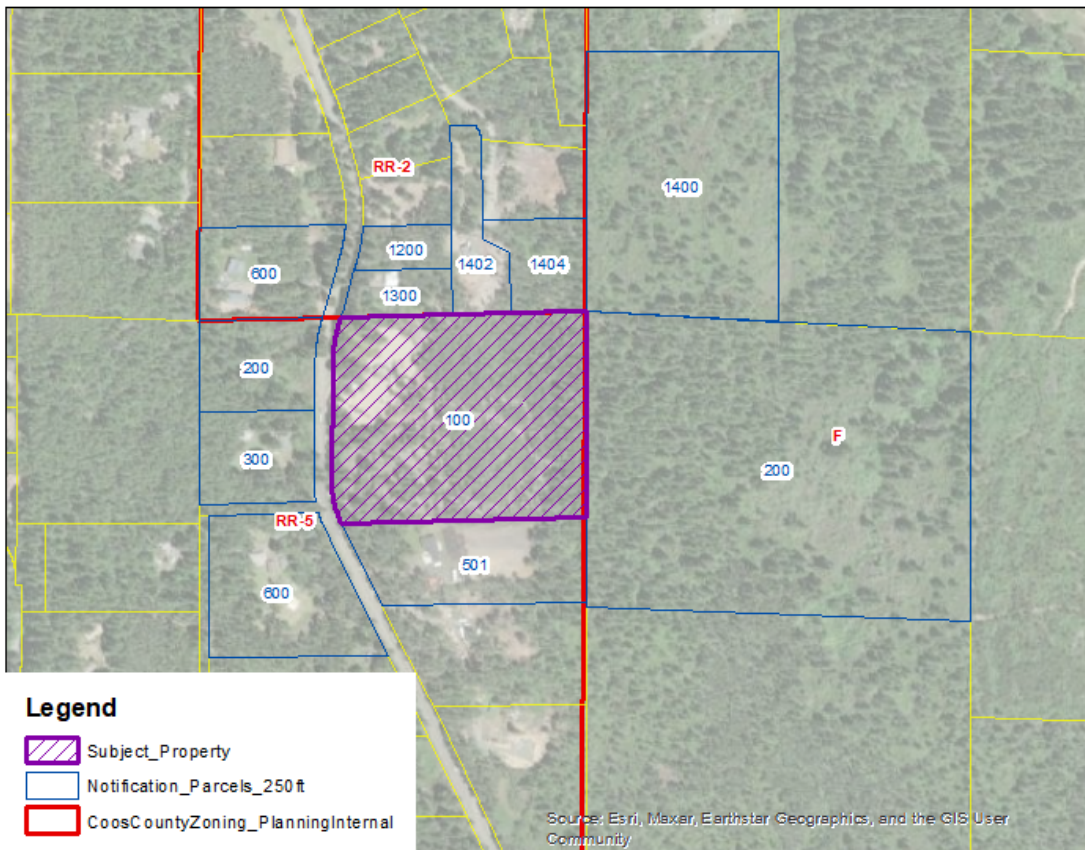 RR-2
1400
1200
600
1402
1404
1300
200
100
F
300
200
RR-5
501
600
Legend
Subject_Property
Notification_Parcels_250ft
CoosCountyZoning_PlanningInternal
Source: Esri, Maxar, Earthstar Geographics, and the GIS User
Community